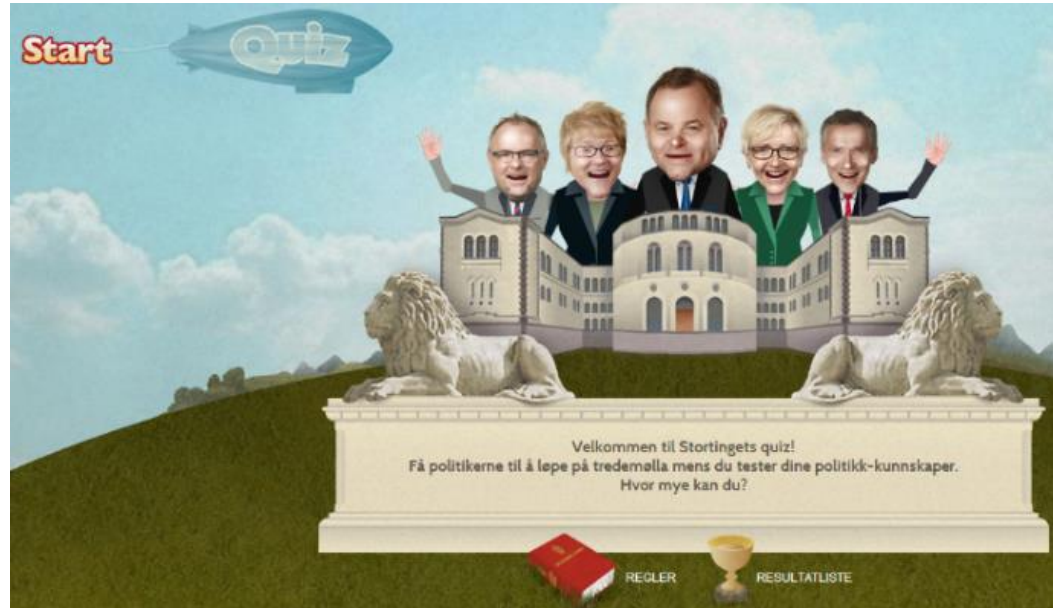 Start
Quiz
Velkommen til Stortingets quiz!
Få politikerne til å løpe på tredemølla mens du tester dine politikk-kunnskaper.
Hvor mye kan du?
REGLER
RESULTATLISTE